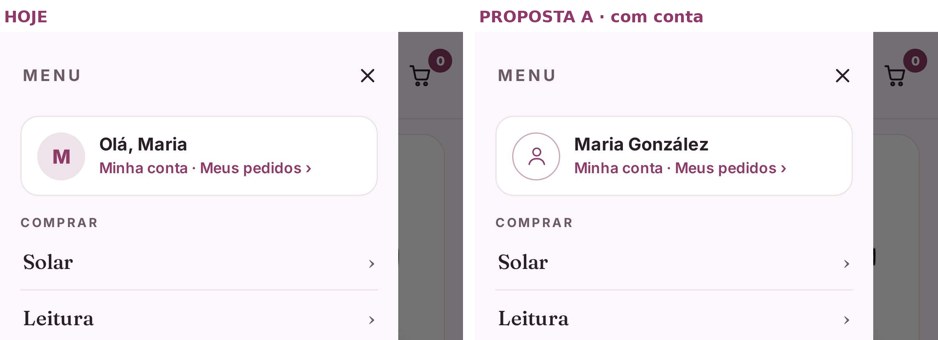 HOJE
MENU
0
M
Olá, Maria
Minha conta · Meus pedidos ›
COMPRAR
Solar ›
Leitura ›
PROPOSTA A · com conta
MENU
0
Maria González
Minha conta · Meus pedidos ›
COMPRAR
Solar ›
Leitura ›